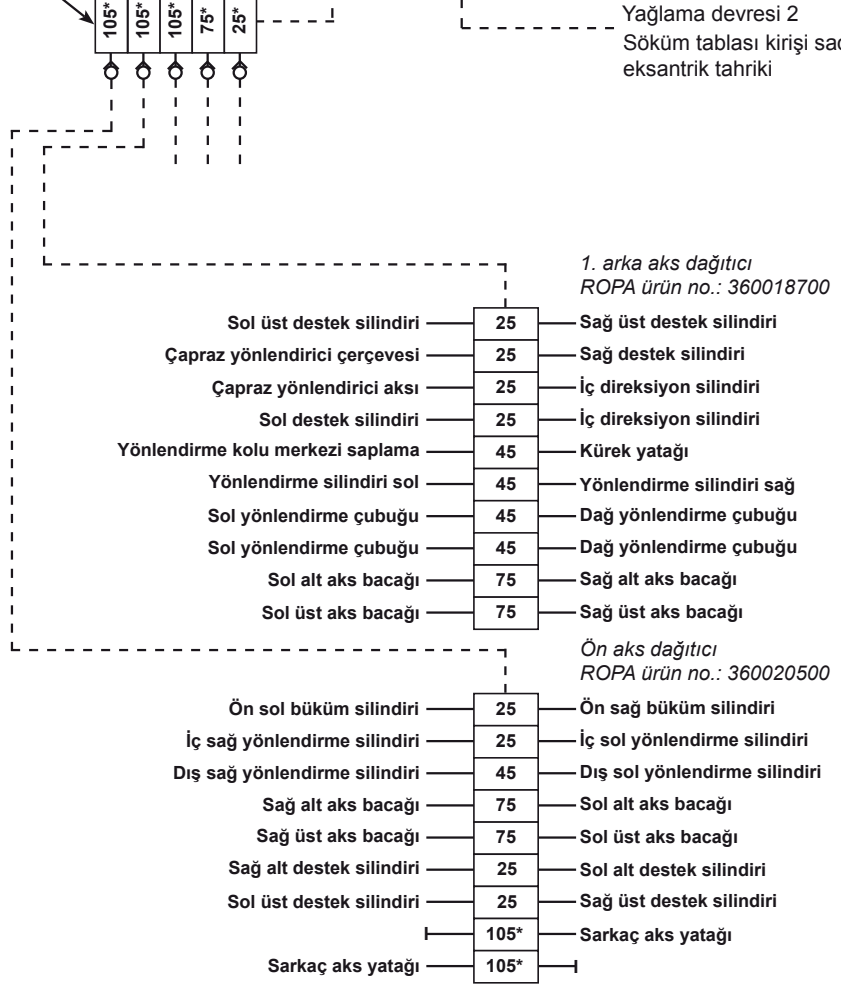 105* 105* 105* 75* 25*
Yağlama devresi 2
Söküm tablası kirişi
eksantrik tahriki
1. arka aks dağıtıcı
ROPA ürün no.: 360018700
Sol üst destek silindiri 25 Sağ üst destek silindiri
Çapraz yönlendirici çerçevesi 25 Sağ destek silindiri
Çapraz yönlendirici aksı 25 İç direksiyon silindiri
Sol destek silindiri 25 İç direksiyon silindiri
Yönlendirme kolu merkezi saplama 45 Kürek yatağı
Yönlendirme silindiri sol 45 Yönlendirme silindiri sağ
Sol yönlendirme çubuğu 45 Dağ yönlendirme çubuğu
Sol yönlendirme çubuğu 45 Dağ yönlendirme çubuğu
Sol alt aks bacağı 75 Sağ alt aks bacağı
Sol üst aks bacağı 75 Sağ üst aks bacağı
Ön aks dağıtıcı
ROPA ürün no.: 360020500
Ön sol büküm silindiri 25 Ön sağ büküm silindiri
İç sağ yönlendirme silindiri 25 İç sol yönlendirme silindiri
Dış sağ yönlendirme silindiri 45 Dış sol yönlendirme silindiri
Sağ alt aks bacağı 75 Sol alt aks bacağı
Sağ üst aks bacağı 75 Sol üst aks bacağı
Sağ alt destek silindiri 25 Sol alt destek silindiri
Sol üst destek silindiri 25 Sağ üst destek silindiri
105* Sarkaç aks yatağı
Sarkaç aks yatağı 105*